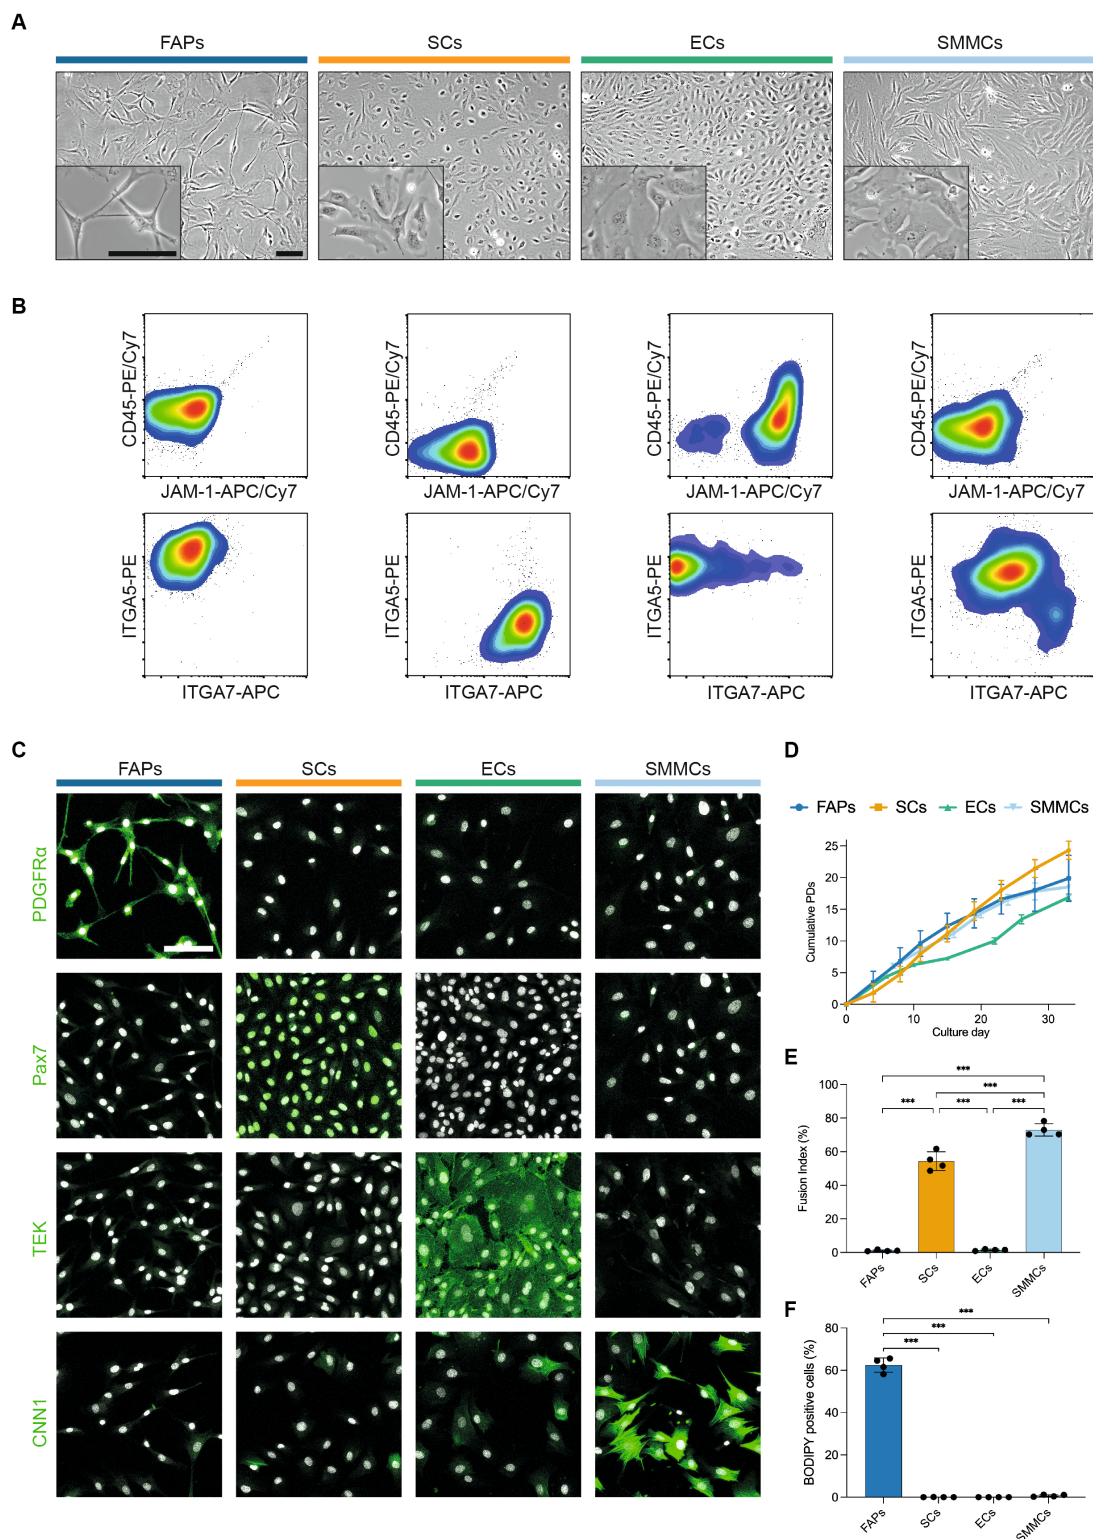 A
FAPs SCs ECs SMMCs
B
CD45-PE/Cy7 CD45-PE/Cy7 CD45-PE/Cy7 CD45-PE/Cy7
JAM-1-APC/Cy7 JAM-1-APC/Cy7 JAM-1-APC/Cy7 JAM-1-APC/Cy7
ITGA5-PE ITGA5-PE ITGA5-PE ITGA5-PE
ITGA7-APC ITGA7-APC ITGA7-APC ITGA7-APC
C
FAPs SCs ECs SMMCs
PDGFRα
Pax7
TEK
CNN1
D
FAPs SCs ECs SMMCs
Cumulative PDs
25
20
15
10
5
0
0 10 20 30
Culture day
E
Fusion Index (%)
100
80
60
40
20
0
***
***
*** *** ***
FAPs SCs ECs SMMCs
F
BODIPY positive cells (%)
80
60
40
20
0
***
***
***
FAPs SCs ECs SMMCs